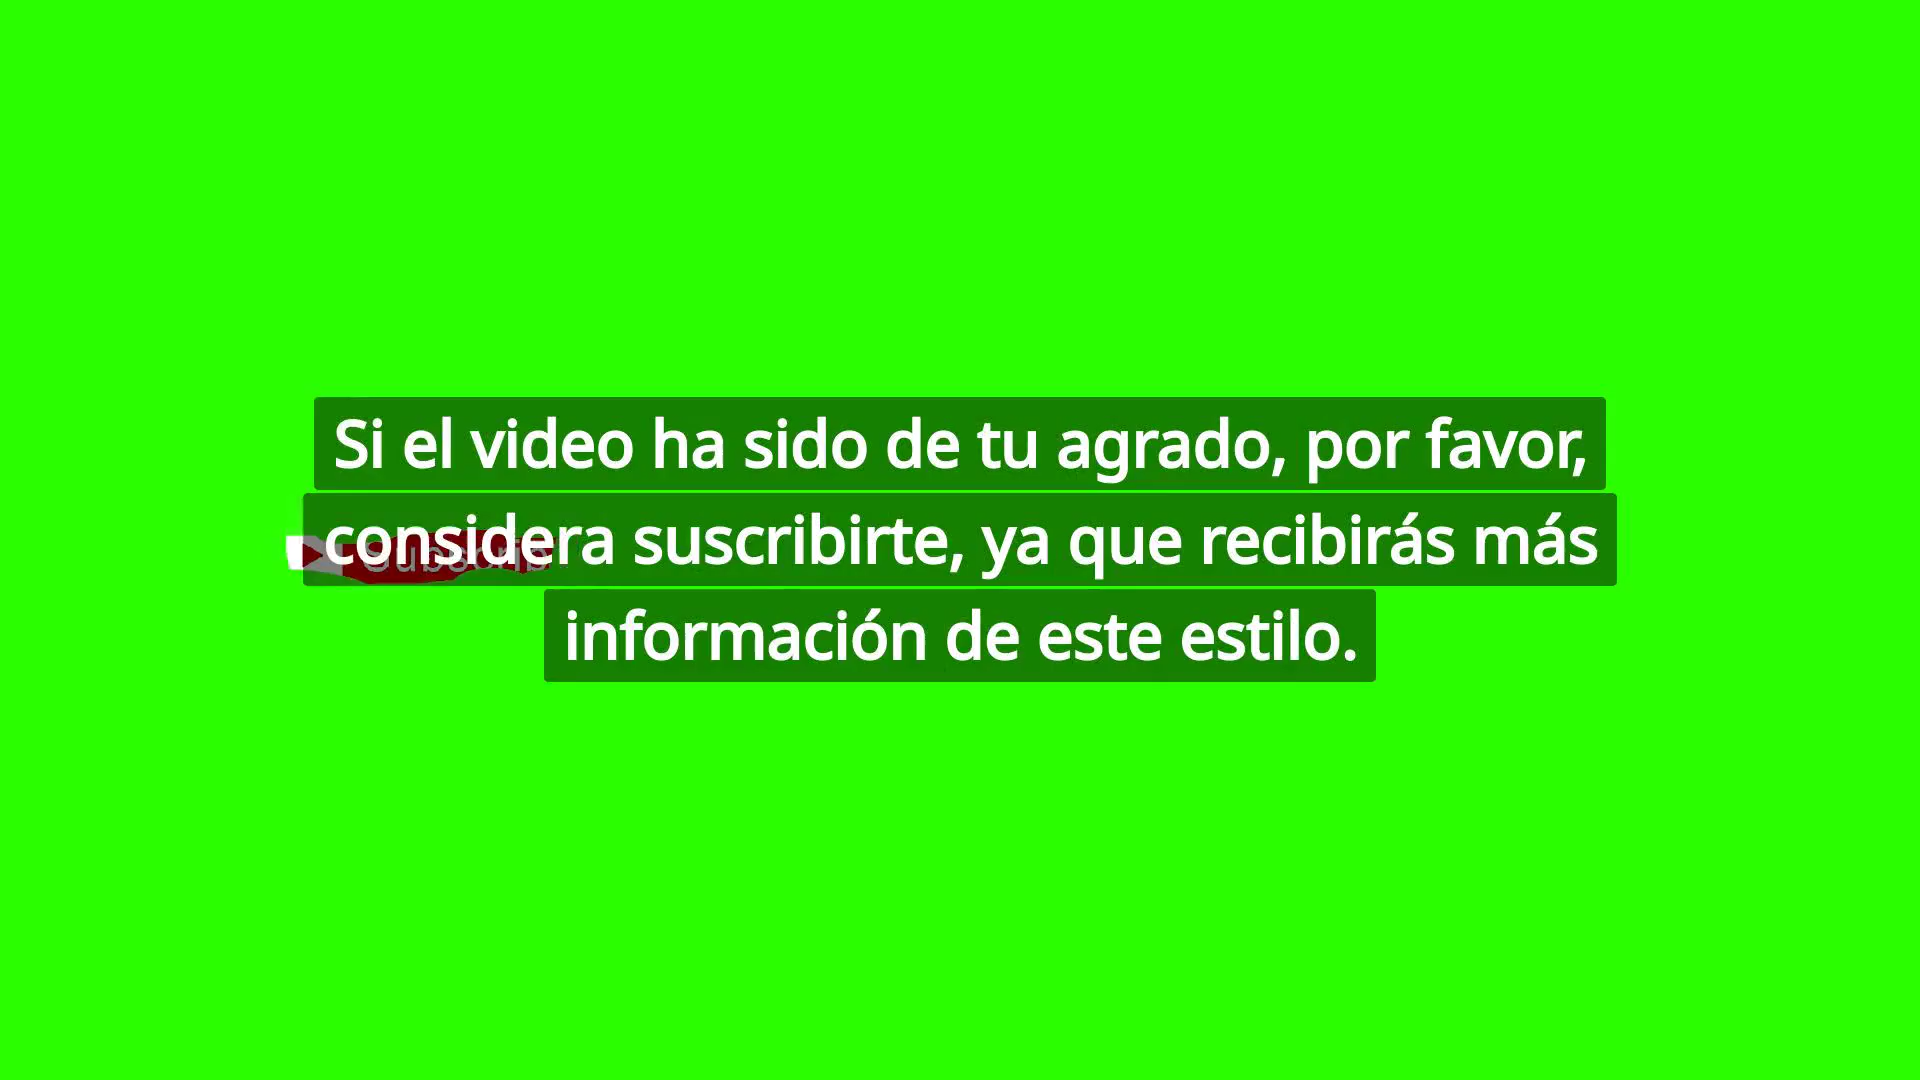 Si el video ha sido de tu agrado, por favor,
considera suscribirte, ya que recibirás más
información de este estilo.